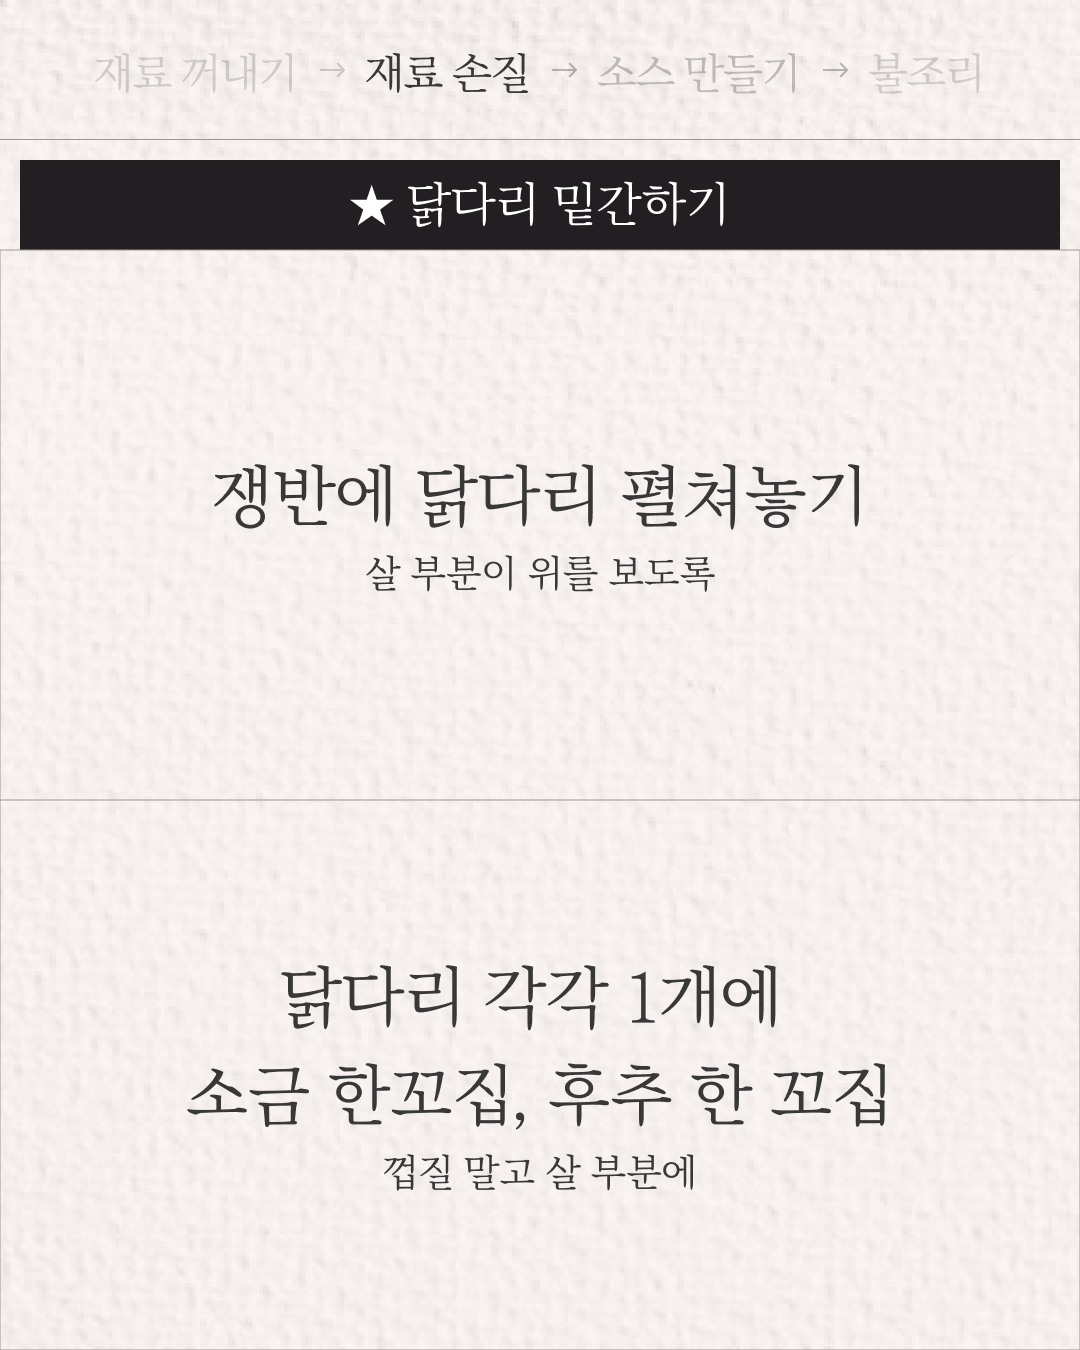 재료 꺼내기 → 재료 손질 → 소스 만들기 → 불조리
★ 닭다리 밑간하기
쟁반에 닭다리 펼쳐놓기
살 부분이 위를 보도록
닭다리 각각 1개에
소금 한꼬집, 후추 한 꼬집
껍질 말고 살 부분에